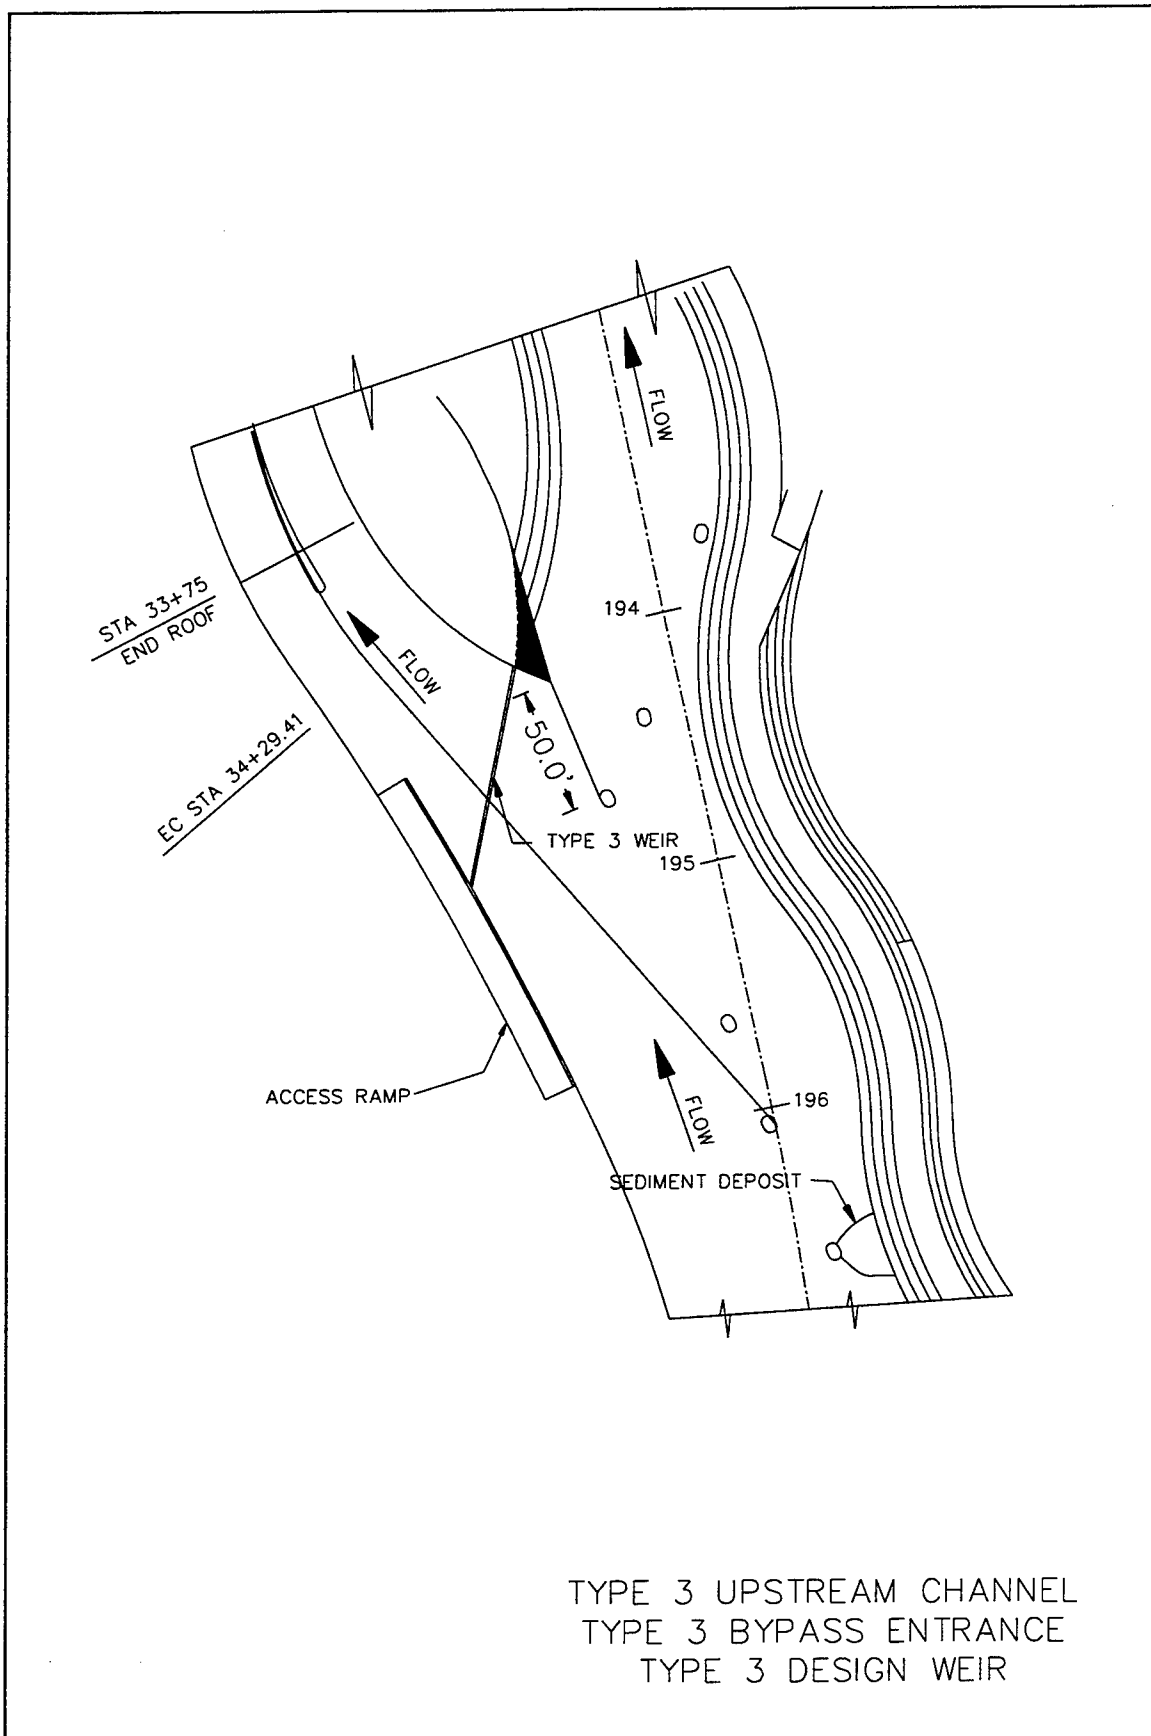 FLOW
194
STA 33+75
END ROOF
FLOW
50.0'
EC STA 34+29.41
TYPE 3 WEIR
195
ACCESS RAMP
196
FLOW
SEDIMENT DEPOSIT
TYPE 3 UPSTREAM CHANNEL
TYPE 3 BYPASS ENTRANCE
TYPE 3 DESIGN WEIR